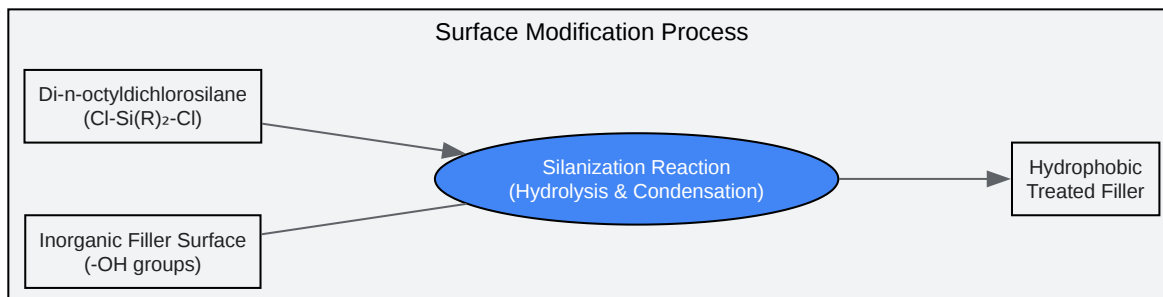 Surface Modification Process
Di-n-octyldichlorosilane
(Cl-Si(R)₂-Cl)
Silanization Reaction
(Hydrolysis & Condensation)
Hydrophobic
Treated Filler
Inorganic Filler Surface
(-OH groups)